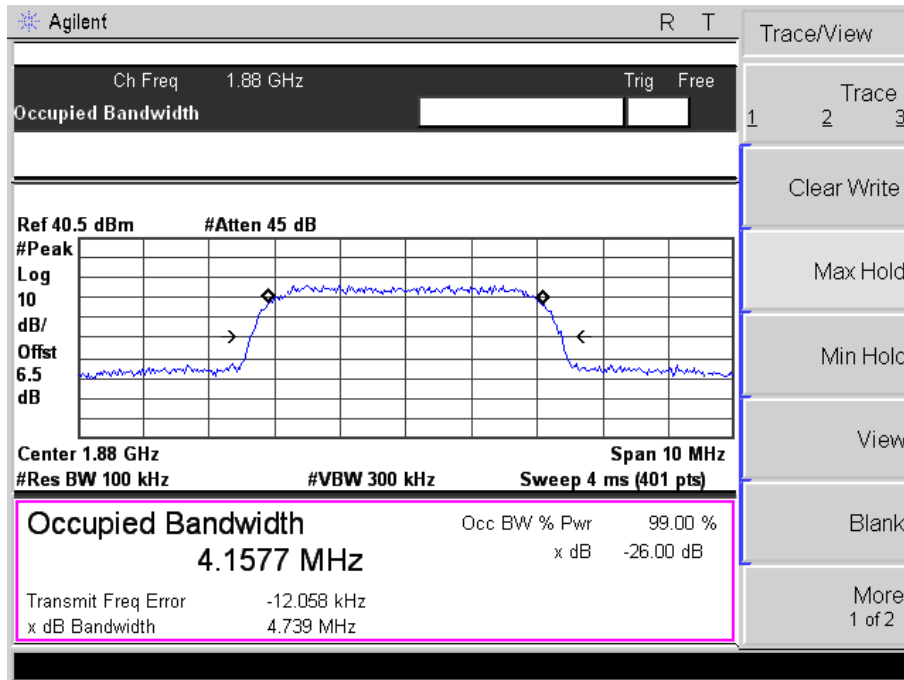 Agilent R T
Trace/View
Ch Freq 1.88 GHz Trig Free
Occupied Bandwidth
Trace
1 2 3
Clear Write
Max Hold
Min Hold
View
Blank
More
1 of 2
Ref 40.5 dBm #Atten 45 dB
#Peak
Log
10
dB/
Offst
6.5
dB
Center 1.88 GHz Span 10 MHz
#Res BW 100 kHz #VBW 300 kHz Sweep 4 ms (401 pts)
Occupied Bandwidth Occ BW % Pwr 99.00 %
4.1577 MHz x dB -26.00 dB
Transmit Freq Error -12.058 kHz
x dB Bandwidth 4.739 MHz